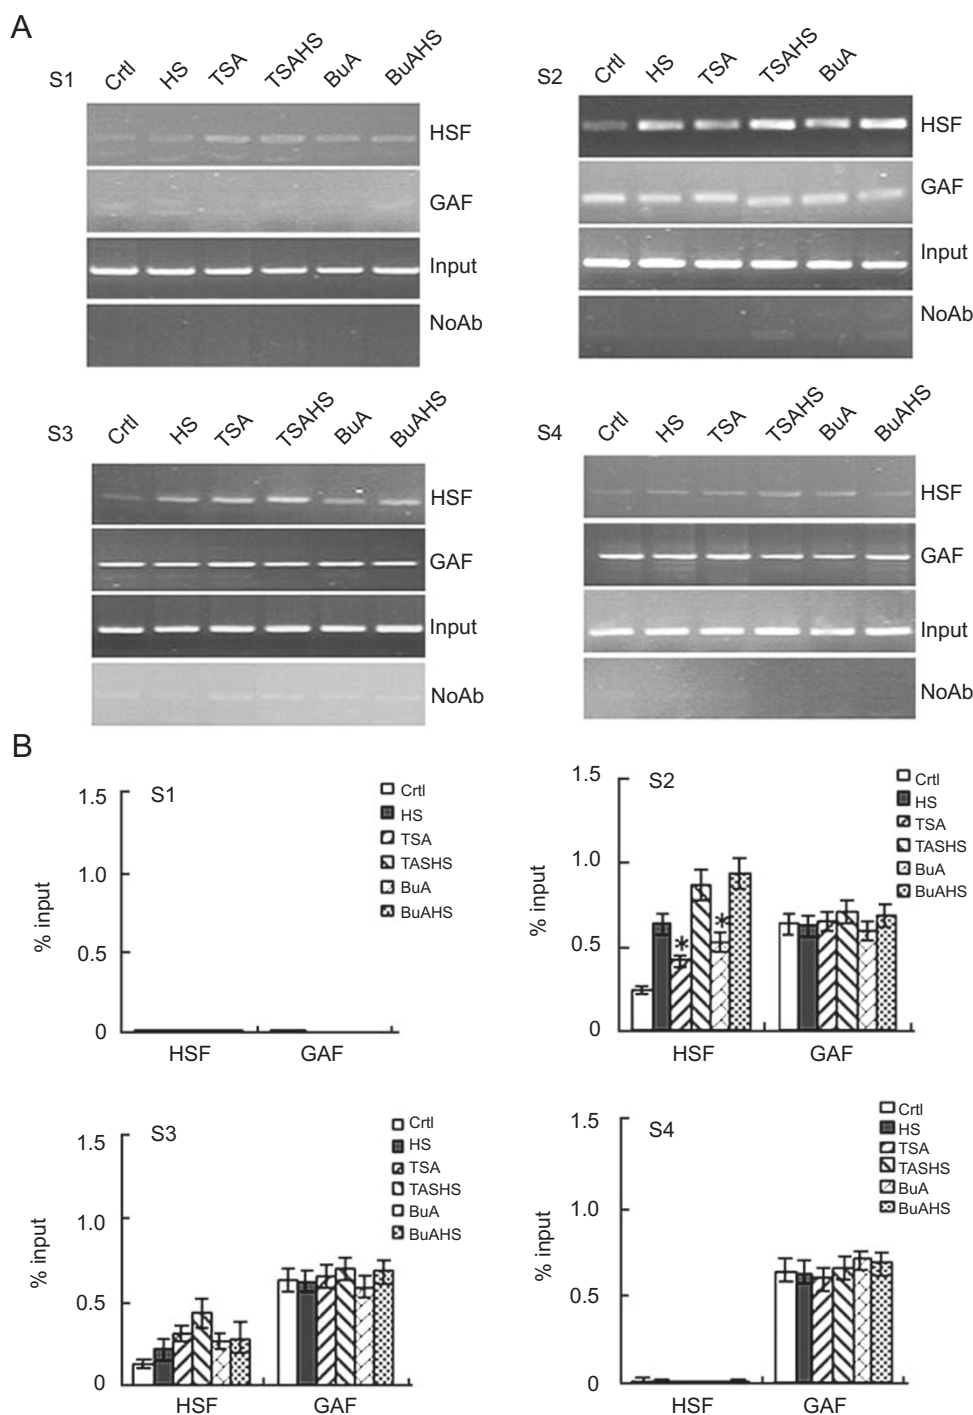 A
S1 Crtl HS TSA TSAHS BuA BuAHS
HSF
GAF
Input
NoAb
S2 Crtl HS TSA TSAHS BuA
HSF
GAF
Input
NoAb
S3 Crtl HS TSA TSAHS BuA BuAHS
HSF
GAF
Input
NoAb
S4 Crtl HS TSA TSAHS BuA BuAHS
HSF
GAF
Input
NoAb
B
S1
% input
1.5
1.0
0.5
0
HSF GAF
Crtl
HS
TSA
TASHS
BuA
BuAHS
S2
% input
1.5
1.0
0.5
0
* *
HSF GAF
Crtl
HS
TSA
TASHS
BuA
BuAHS
S3
% input
1.5
1.0
0.5
0
HSF GAF
Crtl
HS
TSA
TASHS
BuA
BuAHS
S4
% input
1.5
1.0
0.5
0
HSF GAF
Crtl
HS
TSA
TASHS
BuA
BuAHS